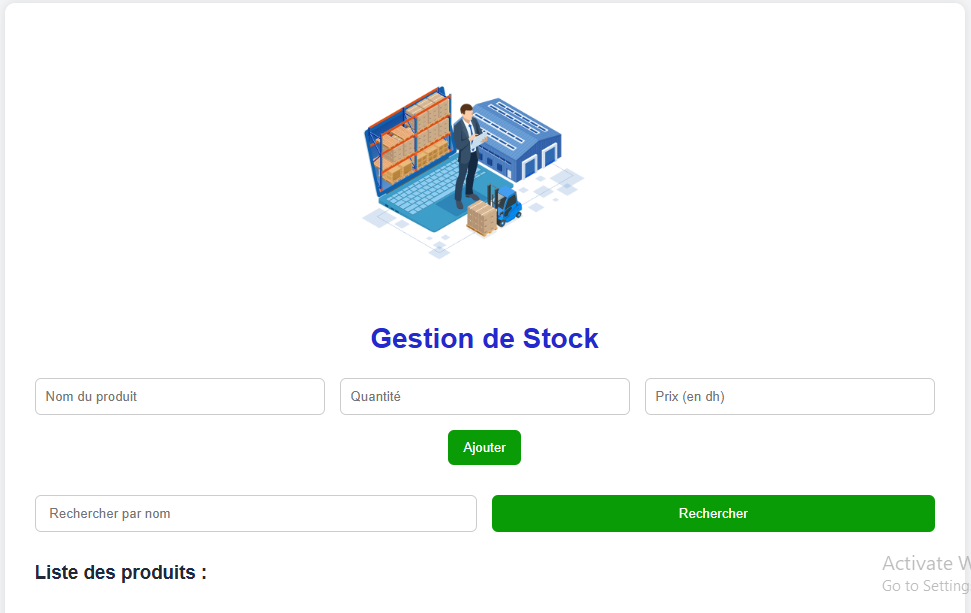 Gestion de Stock
Nom du produit
Quantité
Prix (en dh)
Ajouter
Rechercher par nom
Rechercher
Liste des produits :
Activate W
Go to Setting